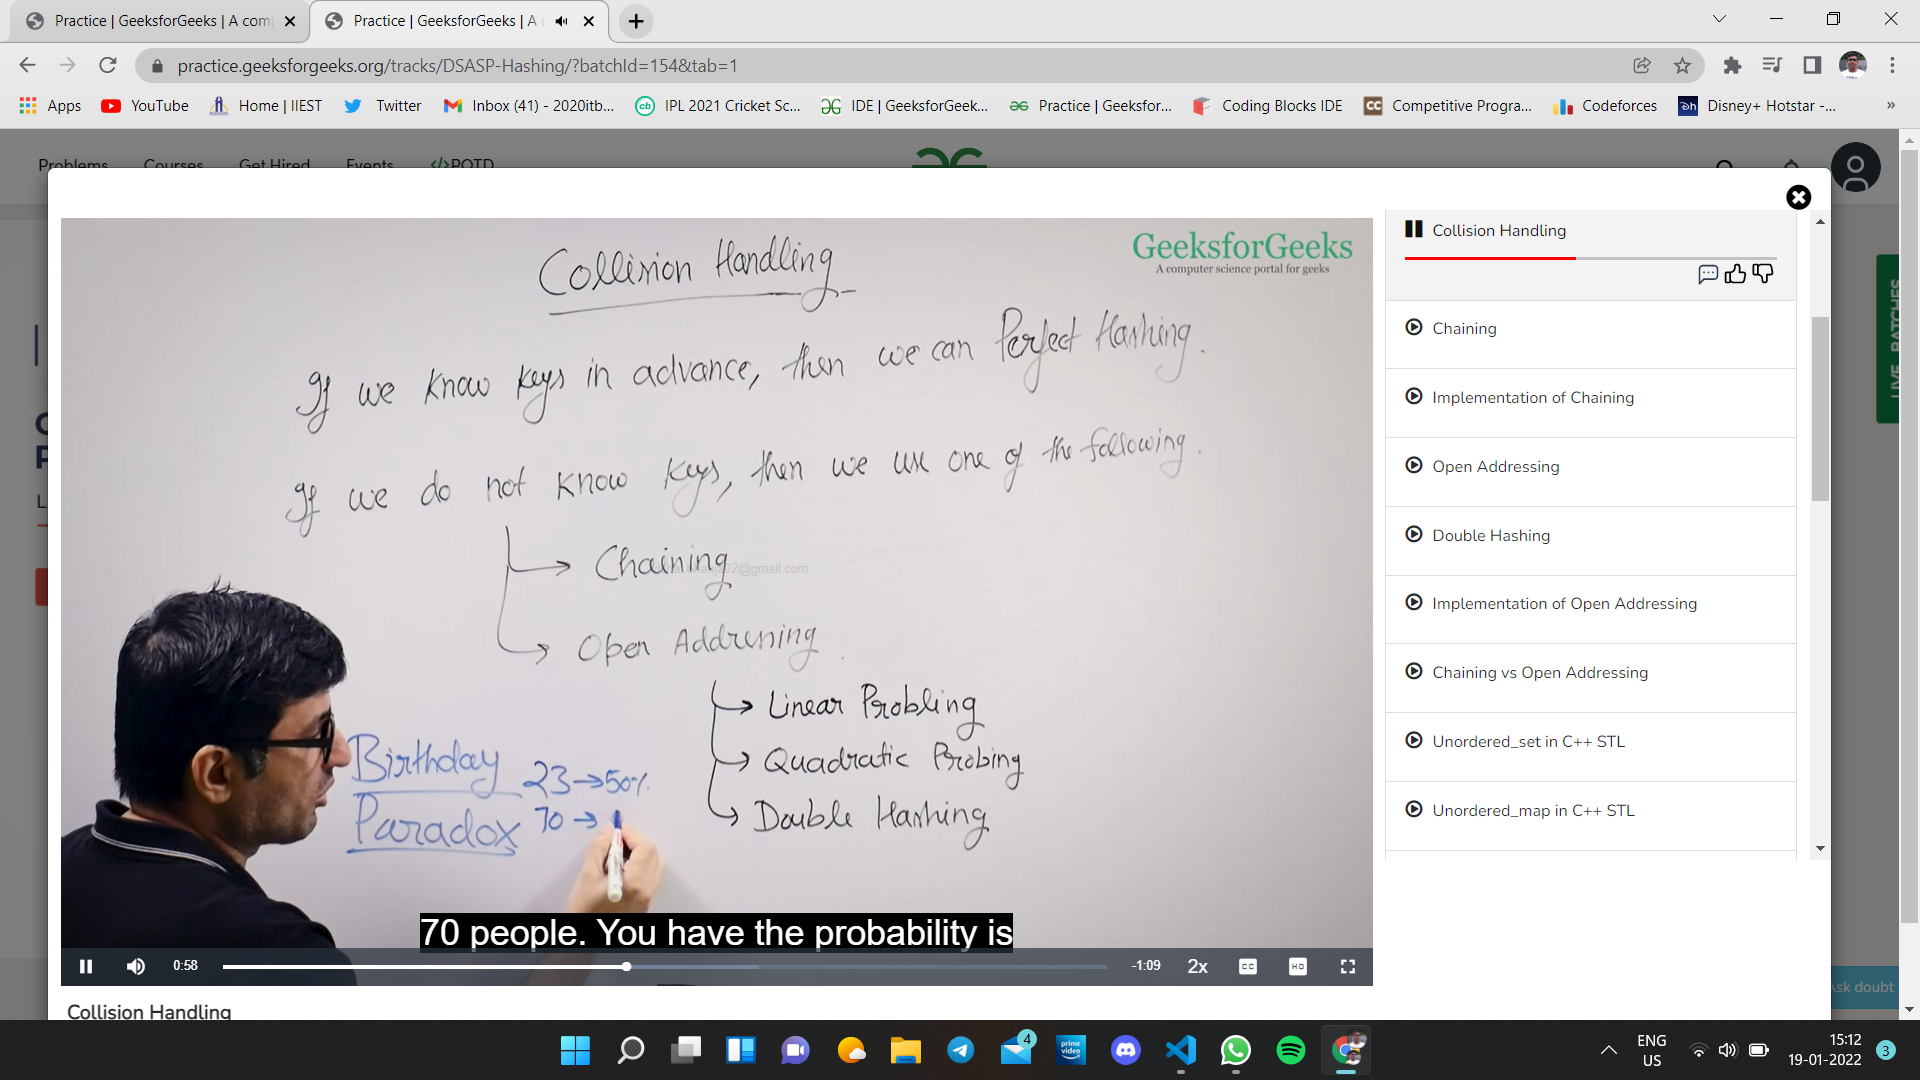 Practice | GeeksforGeeks | A com
Practice | GeeksforGeeks | A c
practice.geeksforgeeks.org/tracks/DSASP-Hashing/?batchId=154&tab=1
Apps
YouTube
Home | IIEST
Twitter
Inbox (41) - 2020itb...
IPL 2021 Cricket Sc...
IDE | GeeksforGeek...
Practice | Geeksfor...
Coding Blocks IDE
Competitive Progra...
Codeforces
Disney+ Hotstar -...
Problems
Courses
Get Hired
Events
POTD
GeeksforGeeks
A computer science portal for geeks
Collision Handling
If we know keys in advance, then we can Perfect Hashing.
If we do not know keys, then we use one of the following.
Chaining
Open Addressing
Linear Probling
Quadratic Probing
Double Hashing
Birthday 23 → 50%
Paradox 70 →
70 people. You have the probability is
0:58
-1:09
2x
CC
HD
Collision Handling
Collision Handling
Chaining
Implementation of Chaining
Open Addressing
Double Hashing
Implementation of Open Addressing
Chaining vs Open Addressing
Unordered_set in C++ STL
Unordered_map in C++ STL
LIVE BATCHES
Ask doubt
4
prime video
ENG
US
15:12
19-01-2022
3